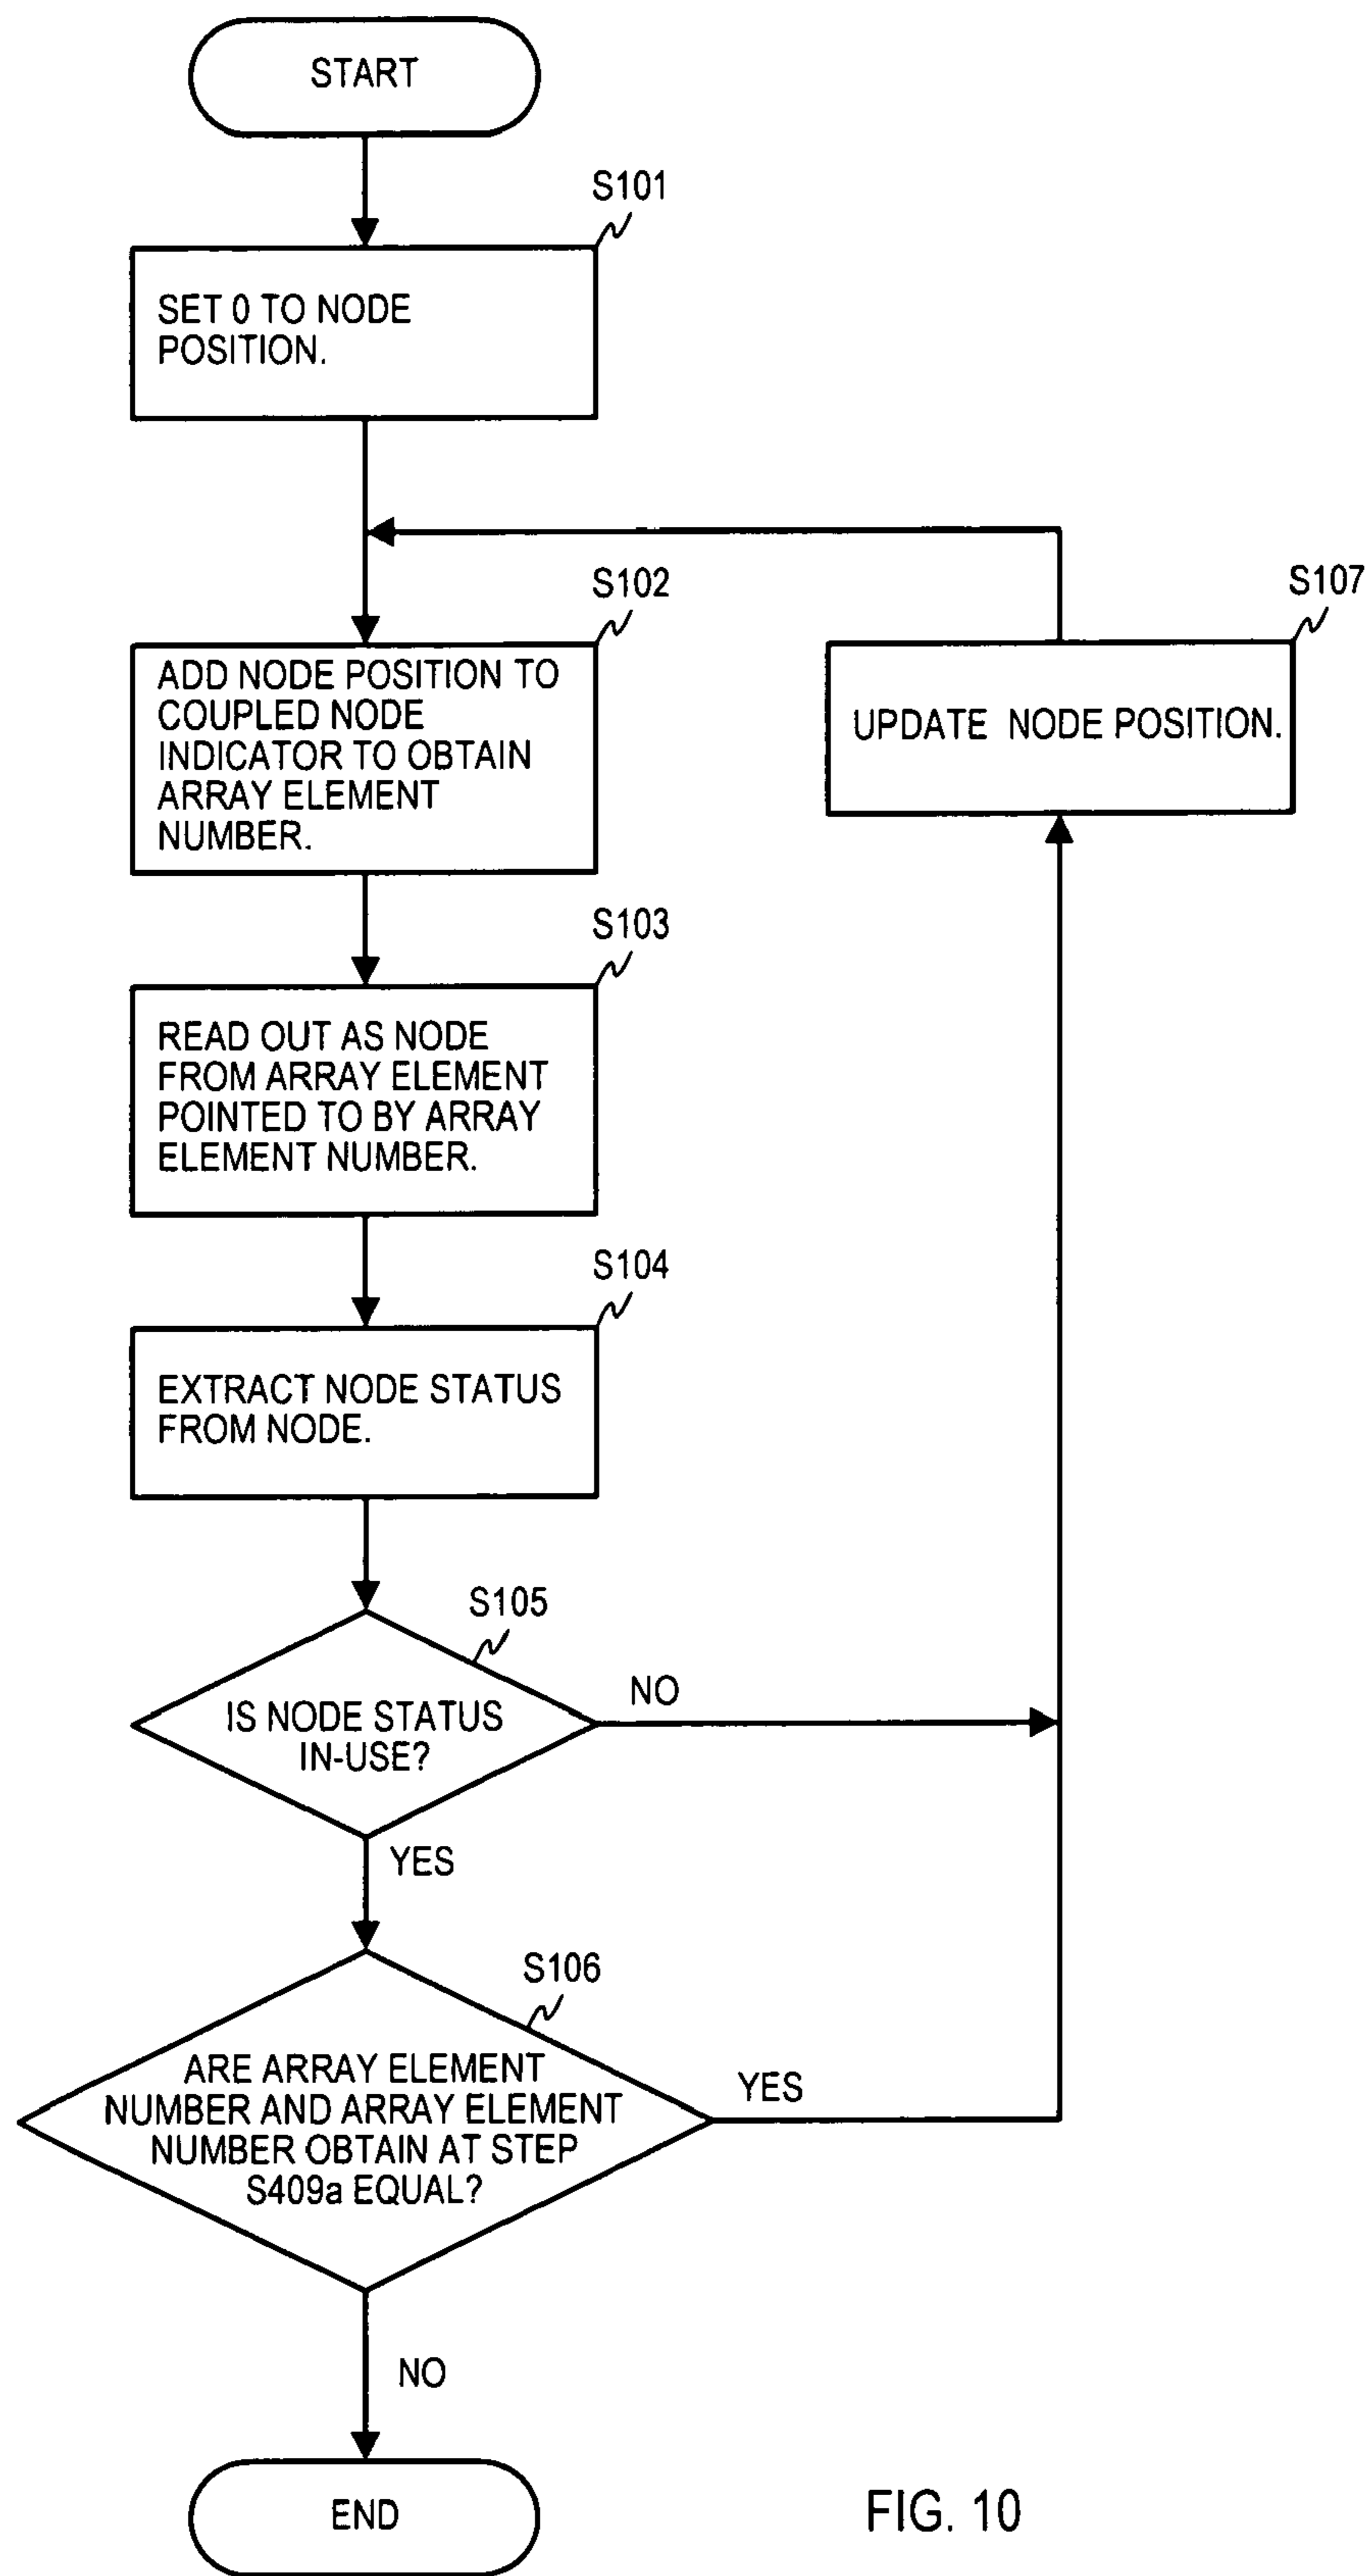 START
S101
SET 0 TO NODE
POSITION.
S102
ADD NODE POSITION TO
COUPLED NODE
INDICATOR TO OBTAIN
ARRAY ELEMENT
NUMBER.
S107
UPDATE NODE POSITION.
S103
READ OUT AS NODE
FROM ARRAY ELEMENT
POINTED TO BY ARRAY
ELEMENT NUMBER.
S104
EXTRACT NODE STATUS
FROM NODE.
S105
IS NODE STATUS
IN-USE?
NO
YES
S106
ARE ARRAY ELEMENT
NUMBER AND ARRAY ELEMENT
NUMBER OBTAIN AT STEP
S409a EQUAL?
YES
NO
END
FIG. 10